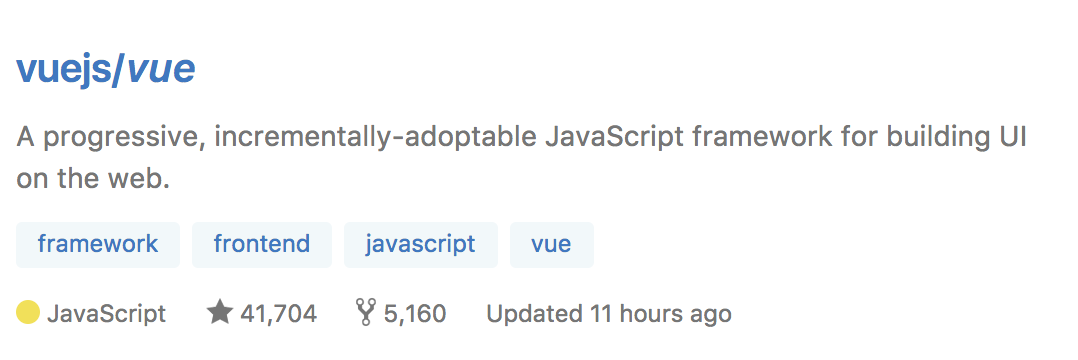 vuejs/vue
A progressive, incrementally-adoptable JavaScript framework for building UI
on the web.
framework frontend javascript vue
JavaScript 41,704 5,160 Updated 11 hours ago